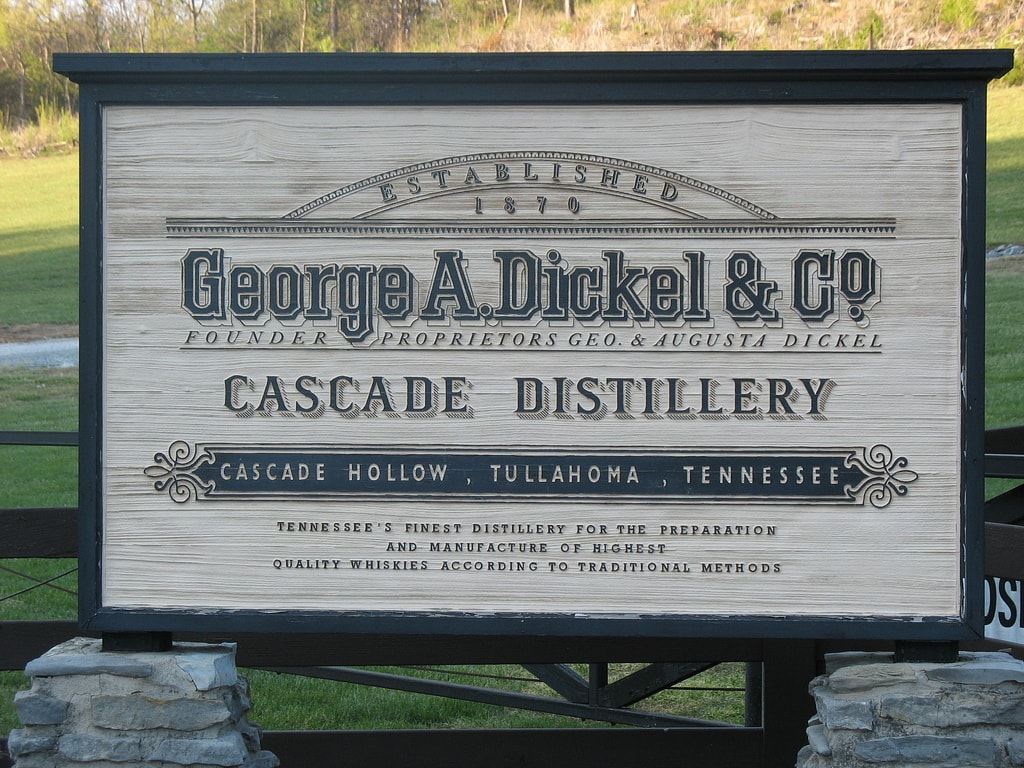 ESTABLISHED
1870
George A. Dickel & Co.
FOUNDER PROPRIETORS GEO. & AUGUSTA DICKEL
CASCADE DISTILLERY
CASCADE HOLLOW , TULLAHOMA , TENNESSEE
TENNESSEE'S FINEST DISTILLERY FOR THE PREPARATION
AND MANUFACTURE OF HIGHEST
QUALITY WHISKIES ACCORDING TO TRADITIONAL METHODS